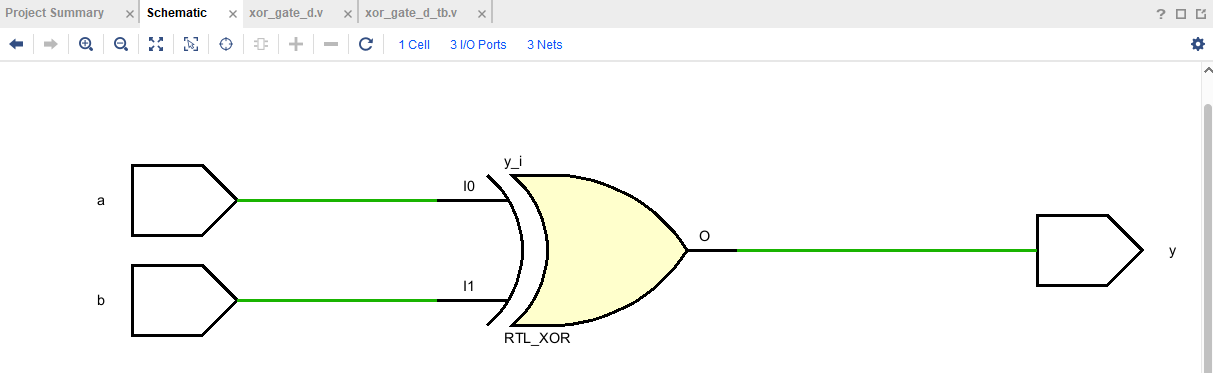 Project Summary × Schematic × xor_gate_d.v × xor_gate_d_tb.v × ?
1 Cell 3 I/O Ports 3 Nets
y_i
I0
a
O
y
I1
b
RTL_XOR